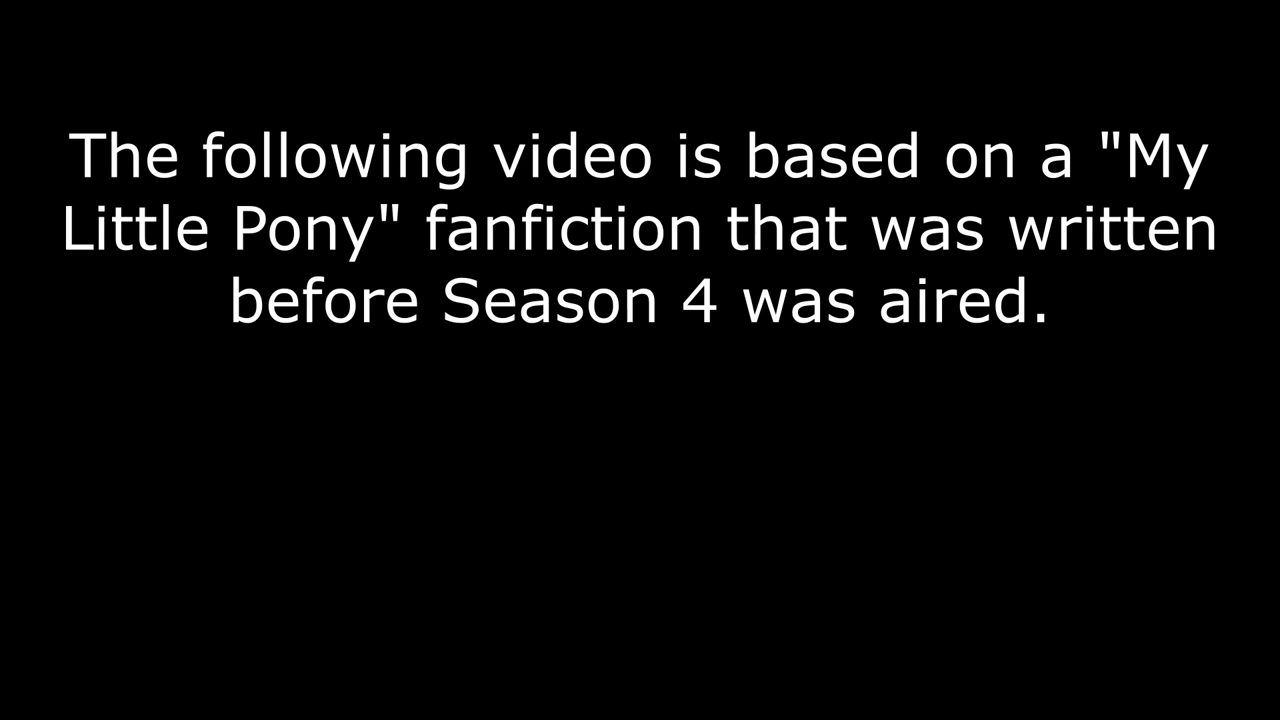 The following video is based on a "My
Little Pony" fanfiction that was written
before Season 4 was aired.